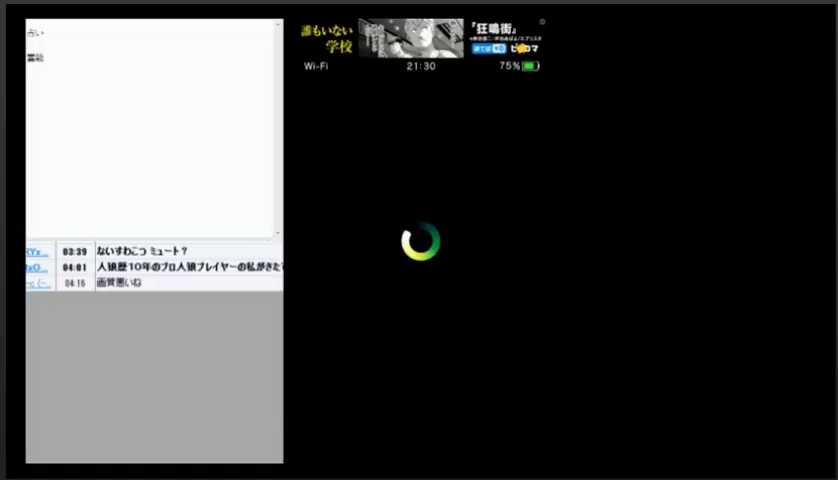 占い
霊能
誰もいない
学校
『狂鳴街』
Wi-Fi
21:30
75%
03:39 ないすわこつ ミュート？
04:01 人狼歴10年のプロ人狼プレイヤーの私がきた
04:16 画質悪いね